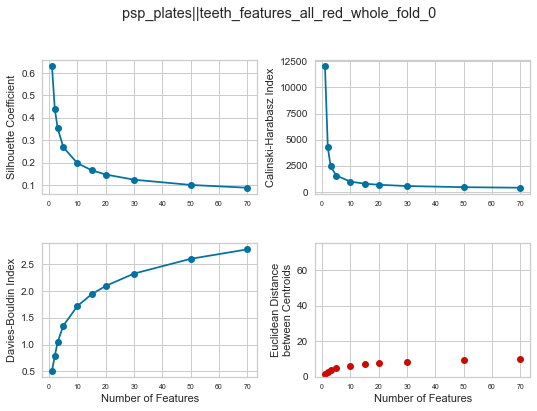 psp_plates||teeth_features_all_red_whole_fold_0
Silhouette Coefficient
0.6
0.5
0.4
0.3
0.2
0.1
0 10 20 30 40 50 60 70
Calinski-Harabasz Index
12500
10000
7500
5000
2500
0
0 10 20 30 40 50 60 70
Davies-Bouldin Index
2.5
2.0
1.5
1.0
0.5
0 10 20 30 40 50 60 70
Number of Features
Euclidean Distance
between Centroids
60
40
20
0
0 10 20 30 40 50 60 70
Number of Features